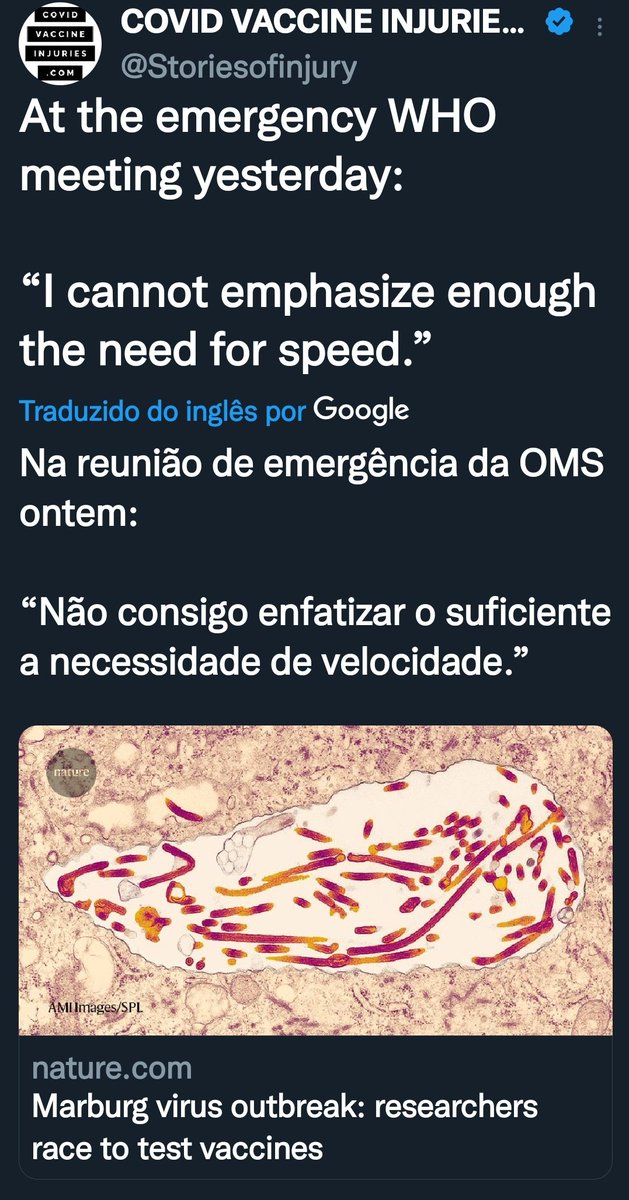 COVID
VACCINE
INJURIES
.COM
COVID VACCINE INJURIE...
@Storiesofinjury
At the emergency WHO
meeting yesterday:
“I cannot emphasize enough
the need for speed.”
Traduzido do inglês por Google
Na reunião de emergência da OMS
ontem:
“Não consigo enfatizar o suficiente
a necessidade de velocidade.”
nature
AMI Images/SPL
nature.com
Marburg virus outbreak: researchers
race to test vaccines